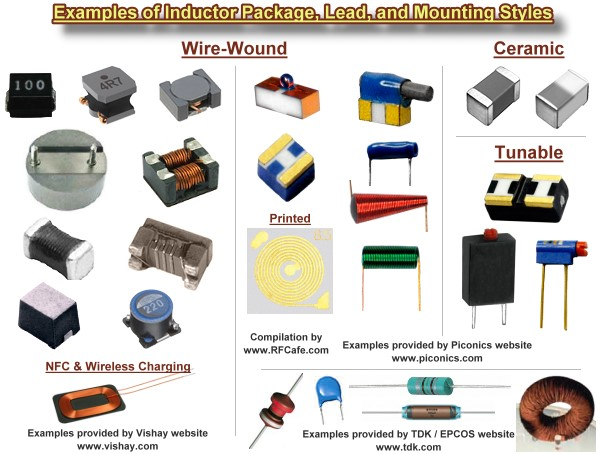 Examples of Inductor Package, Lead, and Mounting Styles
Wire-Wound
Ceramic
100
4R7
Tunable
Printed
220
Compilation by
www.RFCafe.com
Examples provided by Piconics website
www.piconics.com
NFC & Wireless Charging
Examples provided by Vishay website
www.vishay.com
Examples provided by TDK / EPCOS website
www.tdk.com